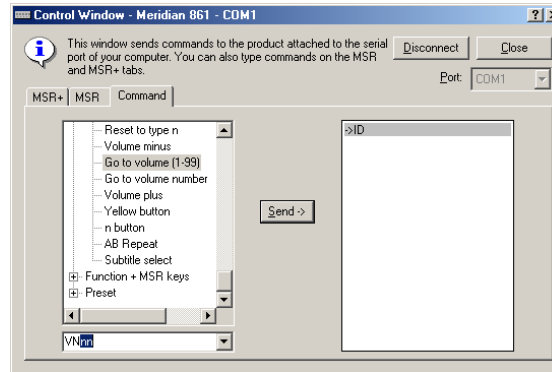 Control Window - Meridian 861 - COM1
This window sends commands to the product attached to the serial
port of your computer. You can also type commands on the MSR
and MSR+ tabs.
Disconnect
Close
Port: COM1
MSR+ MSR Command
Reset to type n
Volume minus
Go to volume (1-99)
Go to volume number
Volume plus
Yellow button
n button
AB Repeat
Subtitle select
Function + MSR keys
Preset
VNnn
Send ->
->ID